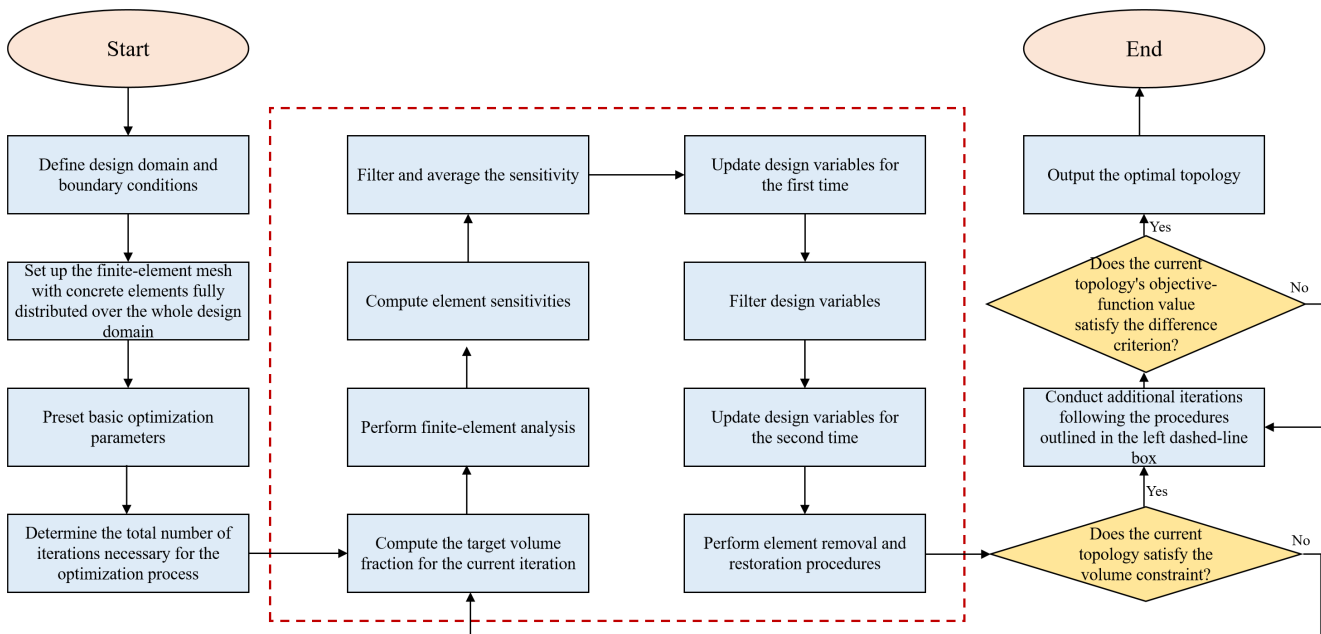 Start
Define design domain and
boundary conditions
Set up the finite-element mesh
with concrete elements fully
distributed over the whole design
domain
Preset basic optimization
parameters
Determine the total number of
iterations necessary for the
optimization process
Compute the target volume
fraction for the current iteration
Perform finite-element analysis
Compute element sensitivities
Filter and average the sensitivity
Update design variables for
the first time
Filter design variables
Update design variables for
the second time
Perform element removal and
restoration procedures
Does the current
topology satisfy the
volume constraint?
No
Yes
Conduct additional iterations
following the procedures
outlined in the left dashed-line
box
Does the current
topology's objective-
function value
satisfy the difference
criterion?
No
Yes
Output the optimal topology
End